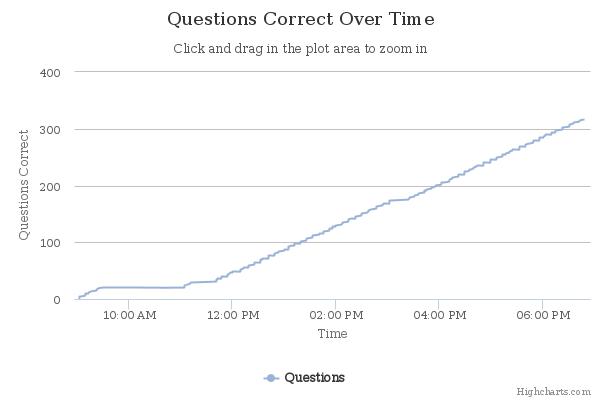 Questions Correct Over Time
Click and drag in the plot area to zoom in
Questions Correct
400
300
200
100
0
10:00 AM 12:00 PM 02:00 PM 04:00 PM 06:00 PM
Time
Questions
Highcharts.com